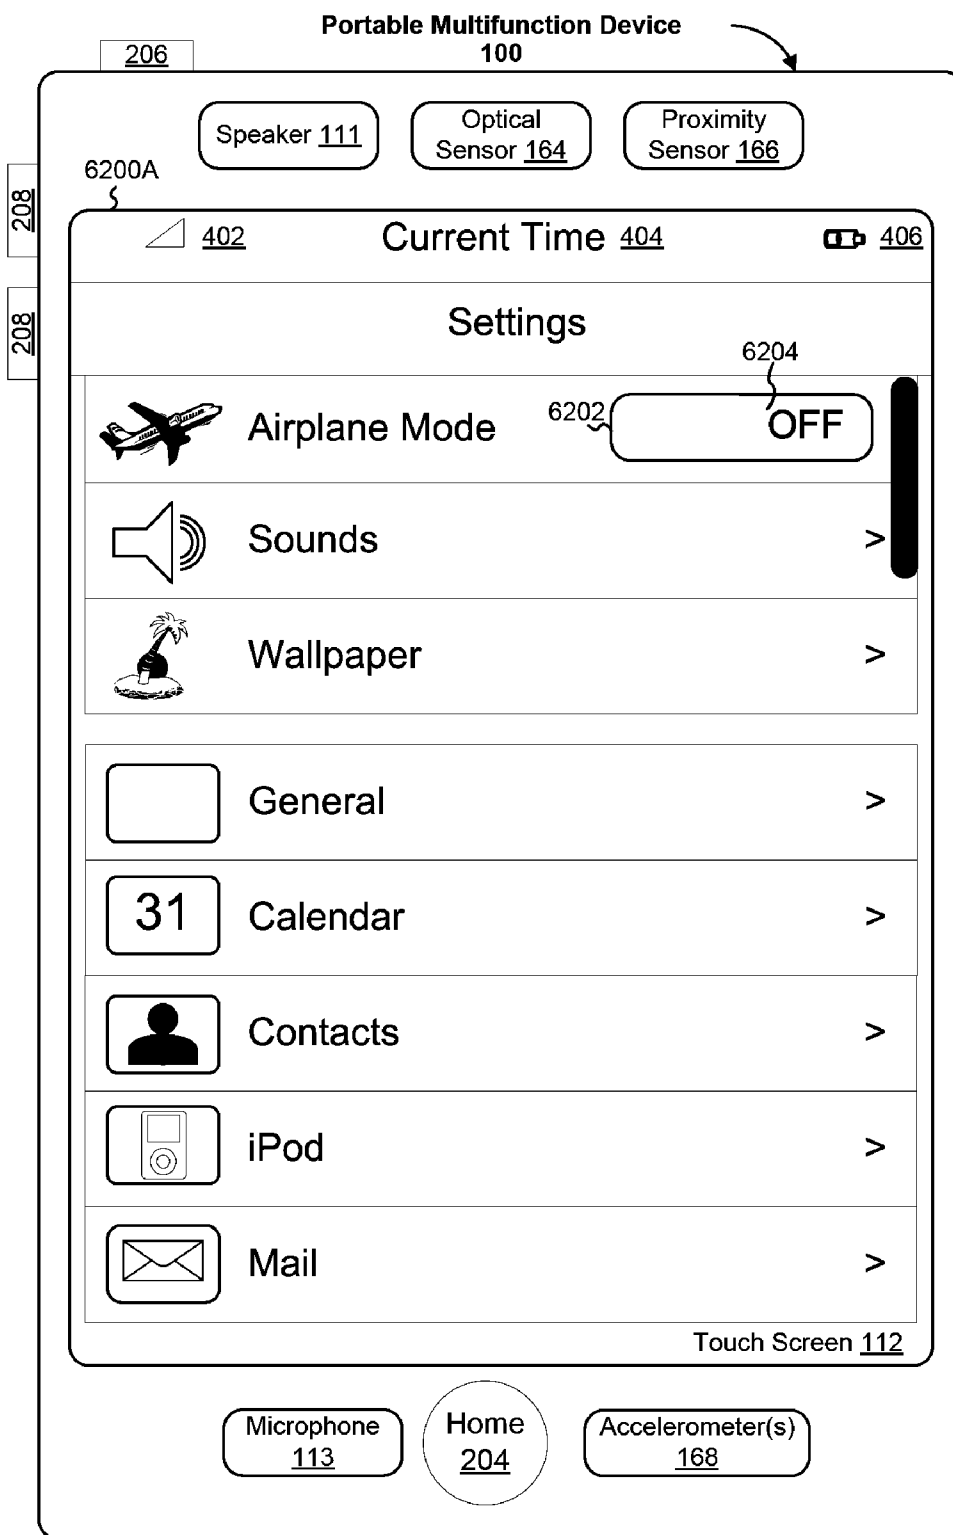 Portable Multifunction Device
100
206
Speaker 111
Optical
Sensor 164
Proximity
Sensor 166
6200A
208
402
Current Time 404
406
208
Settings
6204
Airplane Mode
6202
OFF
Sounds >
Wallpaper >
General >
31 Calendar >
Contacts >
iPod >
Mail >
Touch Screen 112
Microphone
113
Home
204
Accelerometer(s)
168